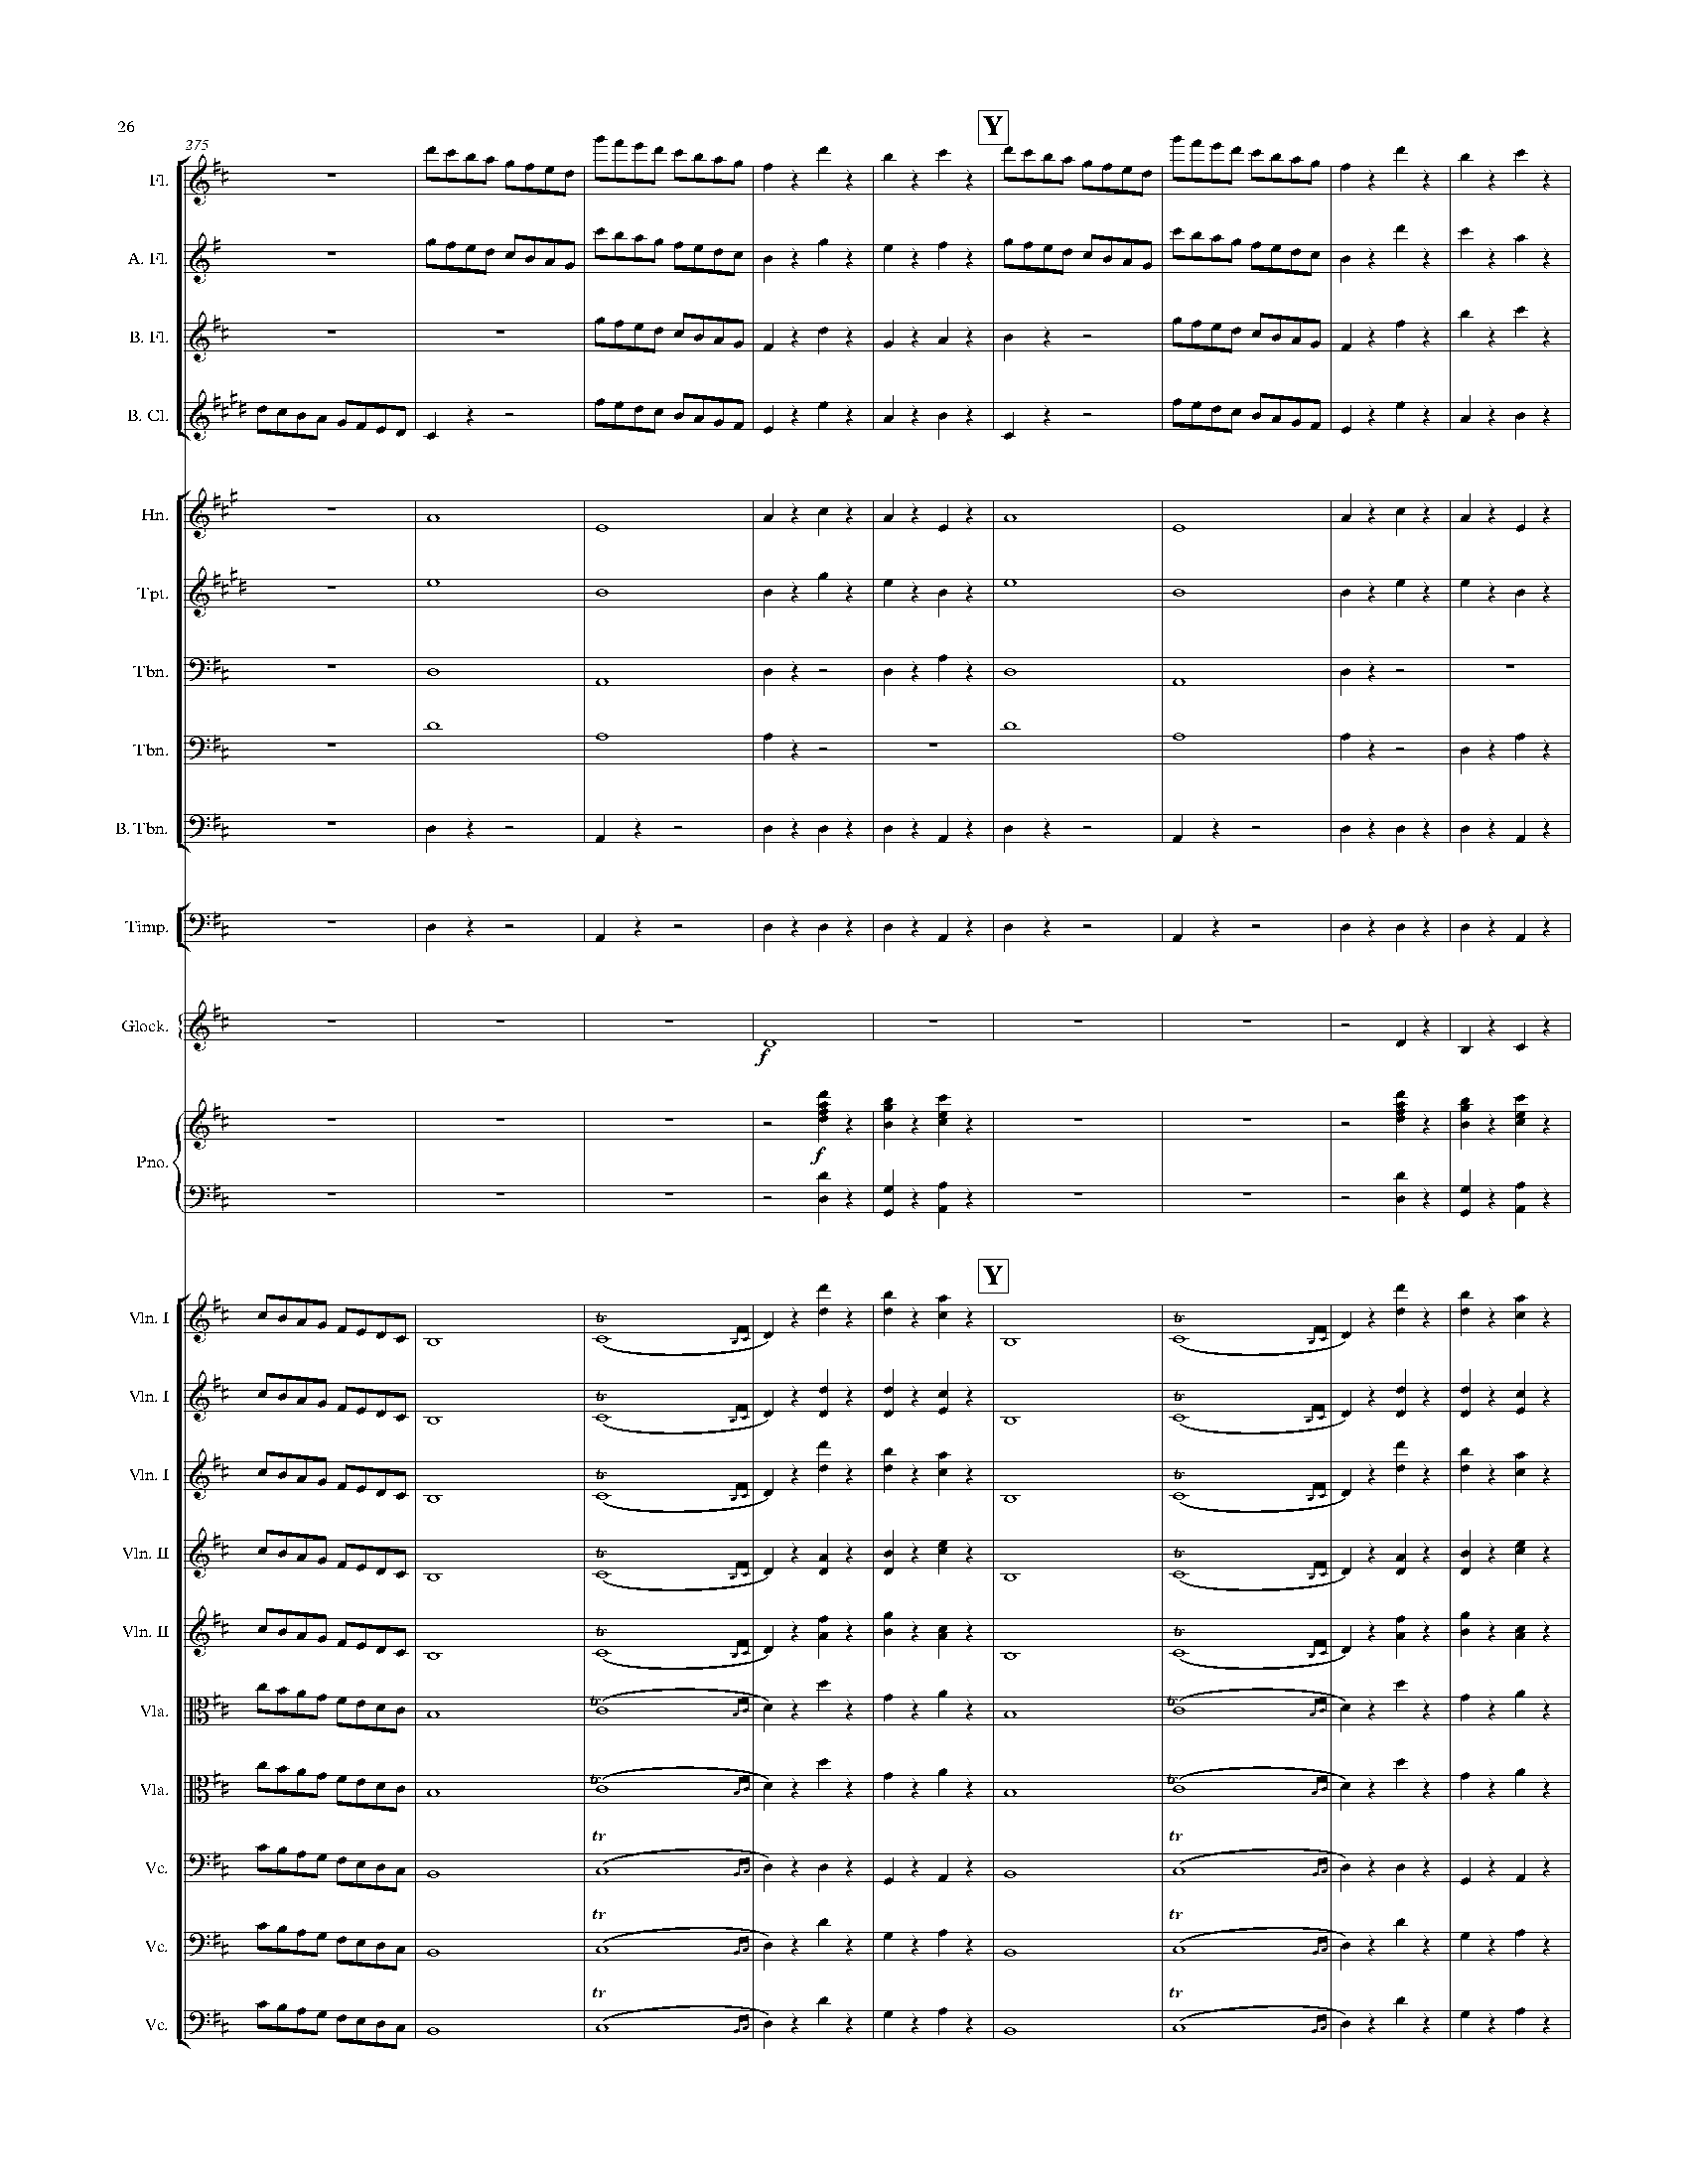 26
Y
375
Fl.
A. Fl.
B. Fl.
B. Cl.
Hn.
Tpt.
Tbn.
Tbn.
B. Tbn.
Timp.
Glock.
f
f
Pno.
Y
Vln. I
tr tr
Vln. I
tr tr
Vln. I
tr tr
Vln. II
tr tr
Vln. II
tr tr
Vla.
tr tr
Vla.
tr tr
Vc.
tr tr
Vc.
tr tr
Vc.
tr tr